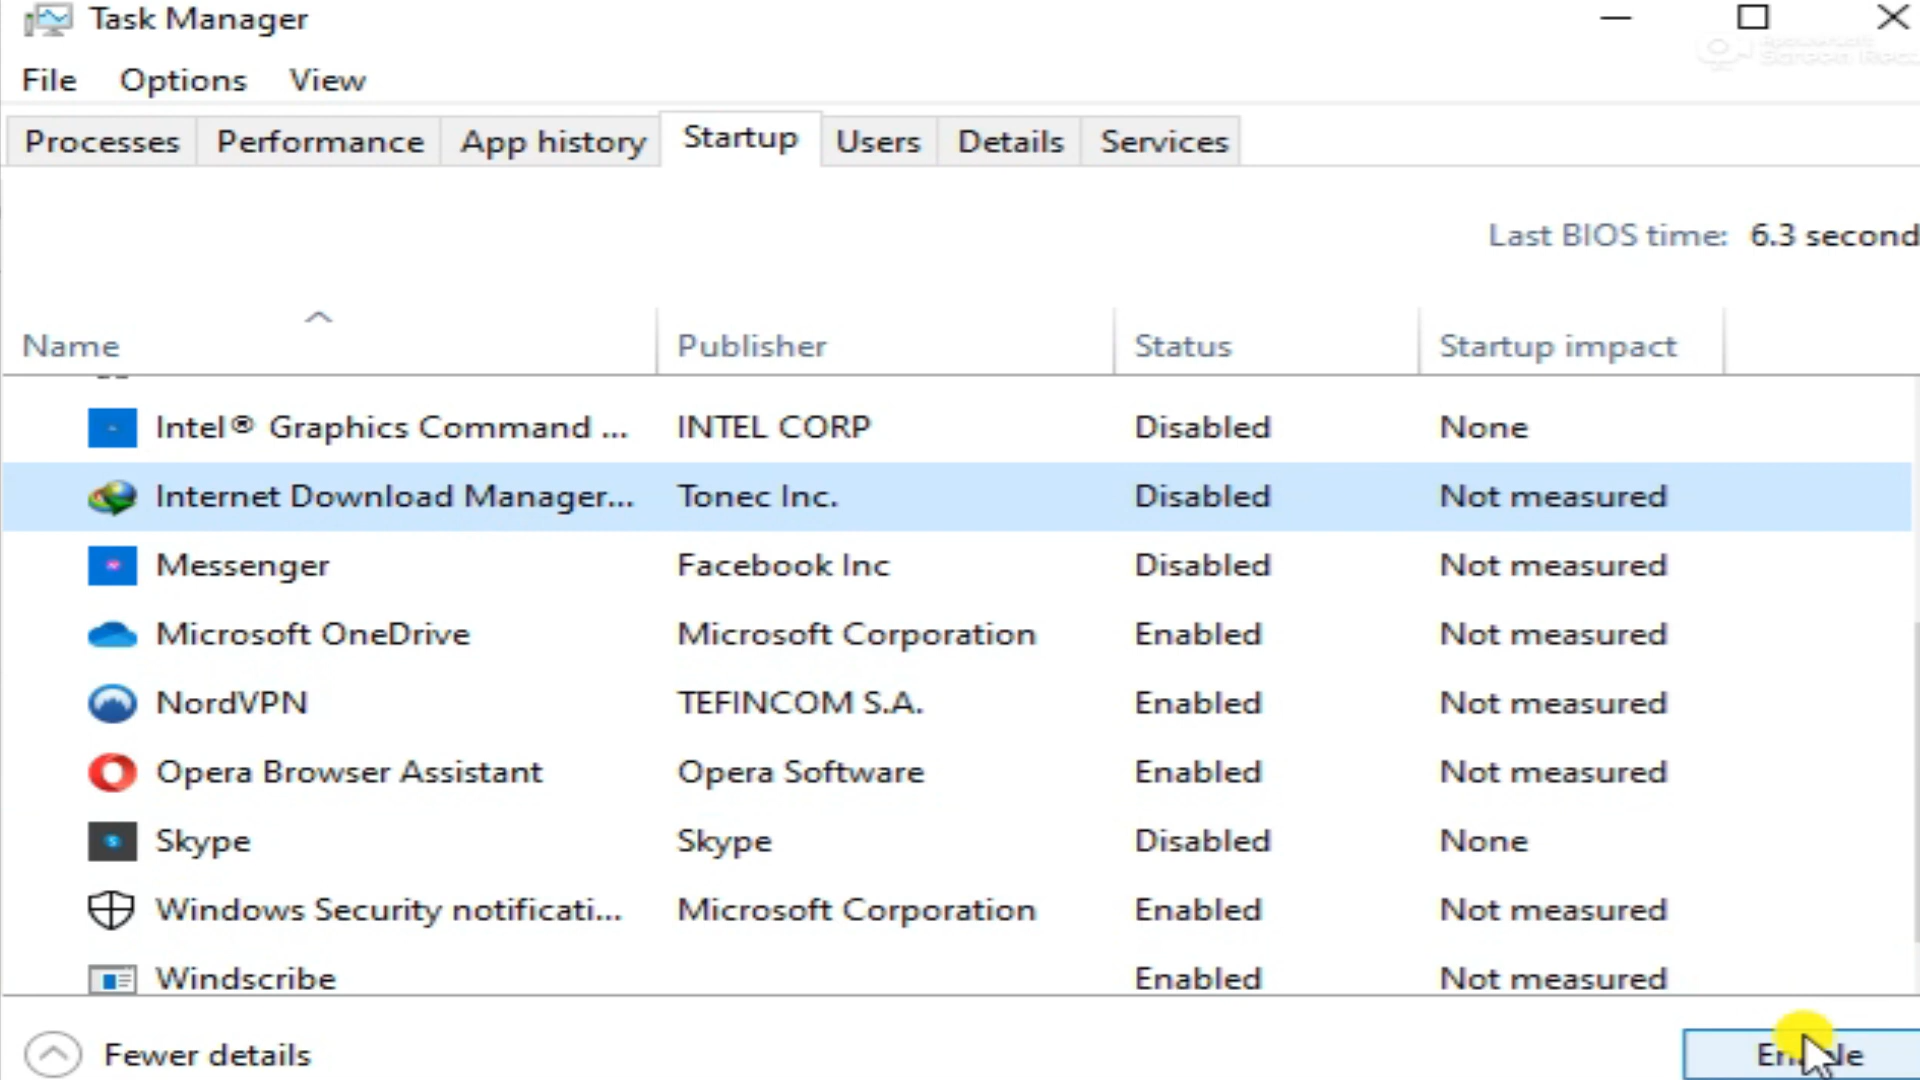 Task Manager
Screen Rec
File Options View
Processes Performance App history Startup Users Details Services
Last BIOS time: 6.3 second
Name Publisher Status Startup impact
Intel® Graphics Command ... INTEL CORP Disabled None
Internet Download Manager... Tonec Inc. Disabled Not measured
Messenger Facebook Inc Disabled Not measured
Microsoft OneDrive Microsoft Corporation Enabled Not measured
NordVPN TEFINCOM S.A. Enabled Not measured
Opera Browser Assistant Opera Software Enabled Not measured
Skype Skype Disabled None
Windows Security notificati... Microsoft Corporation Enabled Not measured
Windscribe Enabled Not measured
Fewer details Enable